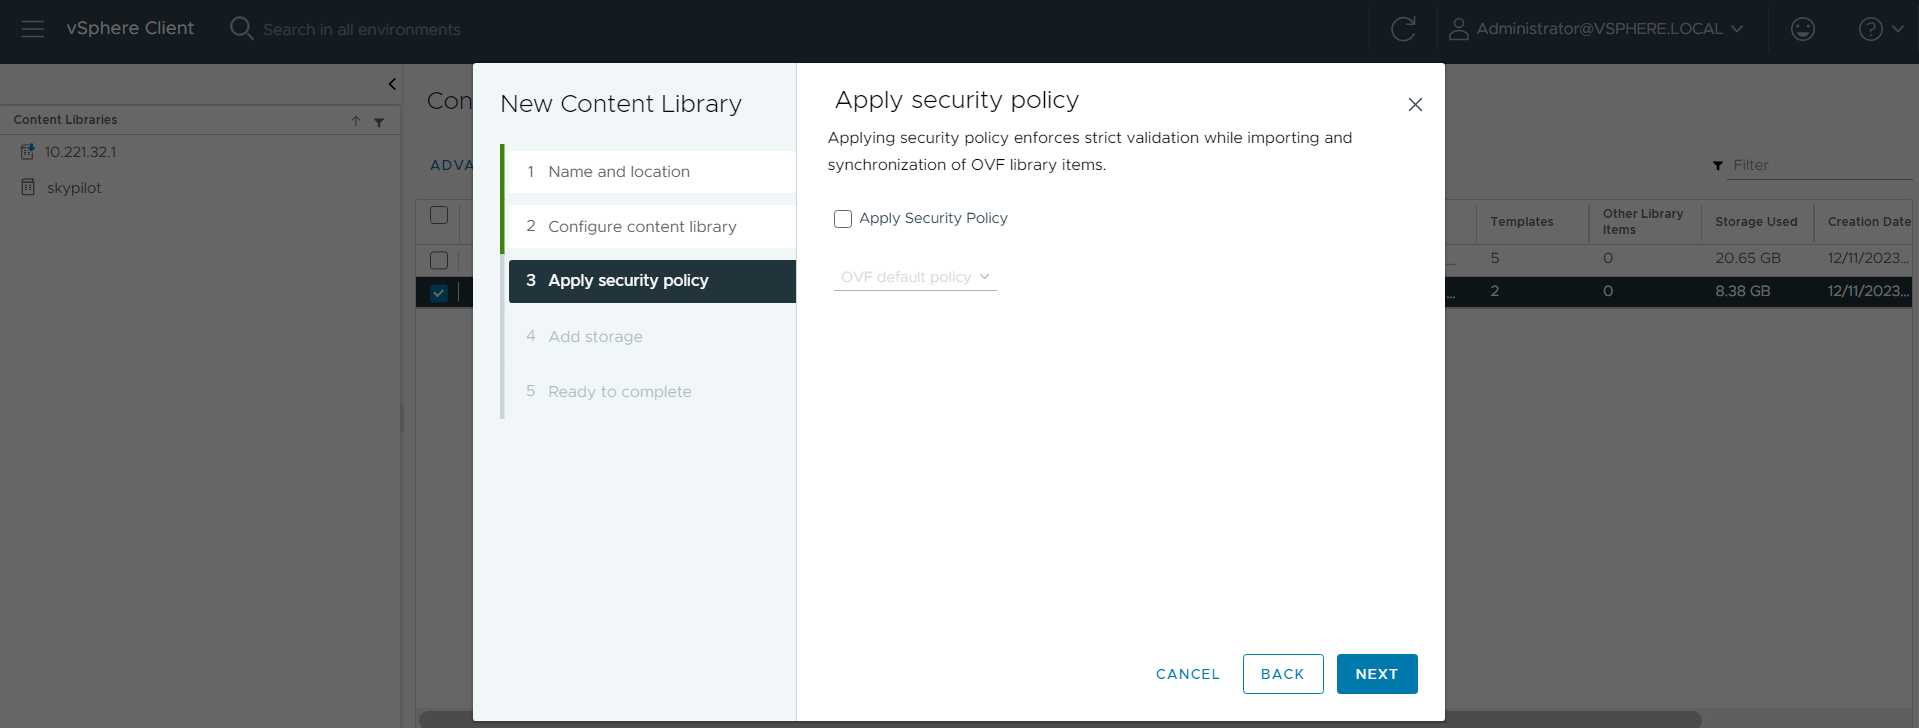 vSphere Client
Search in all environments
Administrator@VSPHERE.LOCAL
Content Libraries
10.221.32.1
skypilot
Con
ADVA
Filter
Templates
Other Library
Items
Storage Used
Creation Date
...
5
0
20.65 GB
12/11/2023...
...
2
0
8.38 GB
12/11/2023...
New Content Library
1 Name and location
2 Configure content library
3 Apply security policy
4 Add storage
5 Ready to complete
Apply security policy
Applying security policy enforces strict validation while importing and
synchronization of OVF library items.
Apply Security Policy
OVF default policy
CANCEL
BACK
NEXT